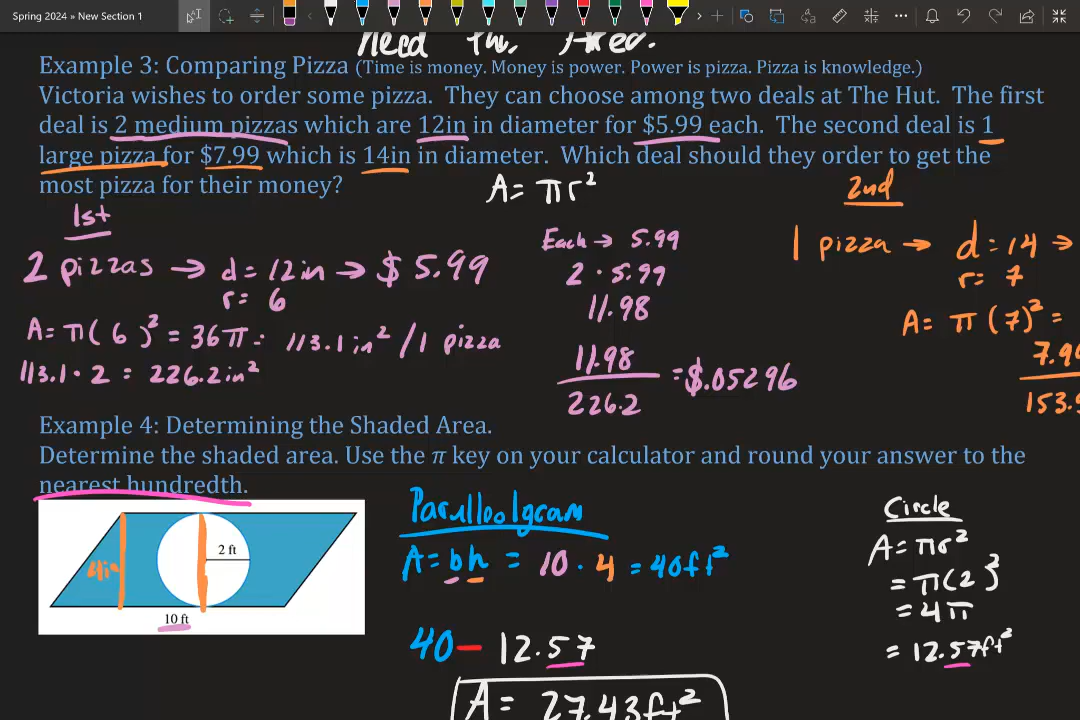 Spring 2024 » New Section 1
Need the Area.
Example 3: Comparing Pizza (Time is money. Money is power. Power is pizza. Pizza is knowledge.)
Victoria wishes to order some pizza. They can choose among two deals at The Hut. The first
deal is 2 medium pizzas which are 12in in diameter for $5.99 each. The second deal is 1
large pizza for $7.99 which is 14in in diameter. Which deal should they order to get the
most pizza for their money?
A = πr²
2nd
1st
Each → 5.99
1 pizza → d = 14 →
r = 7
2 pizzas → d = 12in → $ 5.99
r = 6
2 · 5.99
11.98
A = π(7)² =
A = π(6)² = 36π = 113.1 in² / 1 pizza
113.1 · 2 = 226.2 in²
11.98
226.2
= $.05296
7.9
153.9
Example 4: Determining the Shaded Area.
Determine the shaded area. Use the π key on your calculator and round your answer to the
nearest hundredth.
Paralleolgram
A = bh = 10 · 4 = 40ft²
4in
2 ft
10 ft
Circle
A = πr²
= π(2)²
= 4π
= 12.57ft²
40 - 12.57
A = 27.43ft²